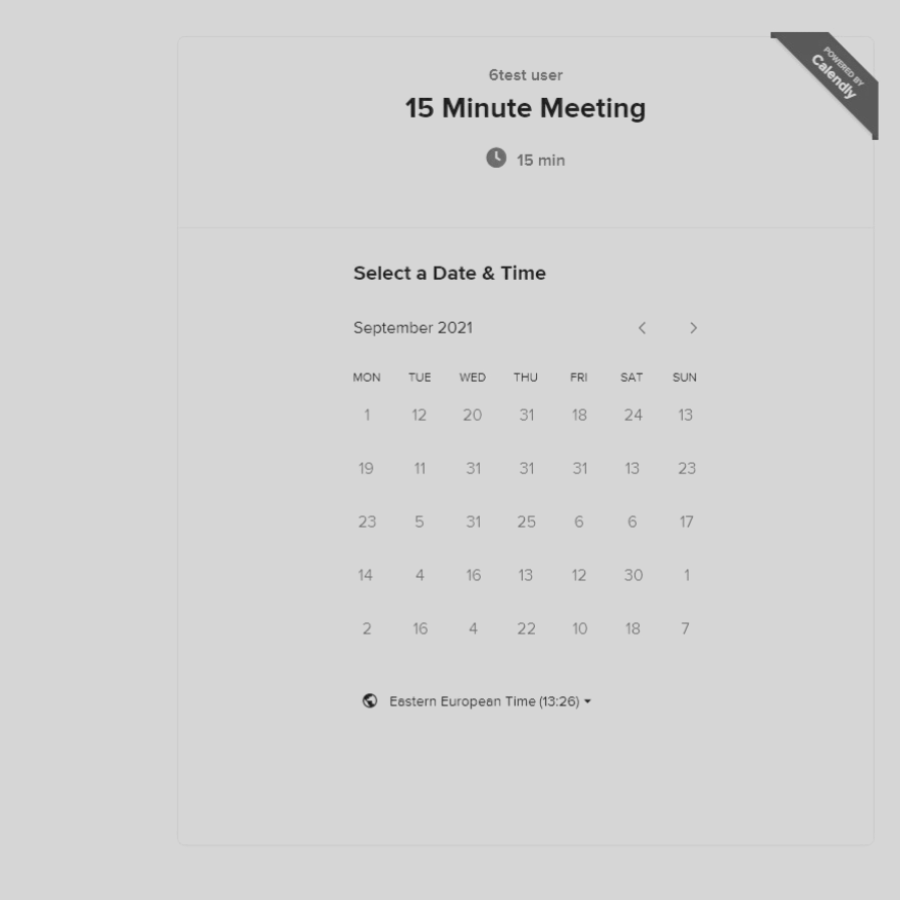 POWERED BY
Calendly
6test user
15 Minute Meeting
15 min
Select a Date & Time
September 2021
MON TUE WED THU FRI SAT SUN
1 12 20 31 18 24 13
19 11 31 31 31 13 23
23 5 31 25 6 6 17
14 4 16 13 12 30 1
2 16 4 22 10 18 7
Eastern European Time (13:26)